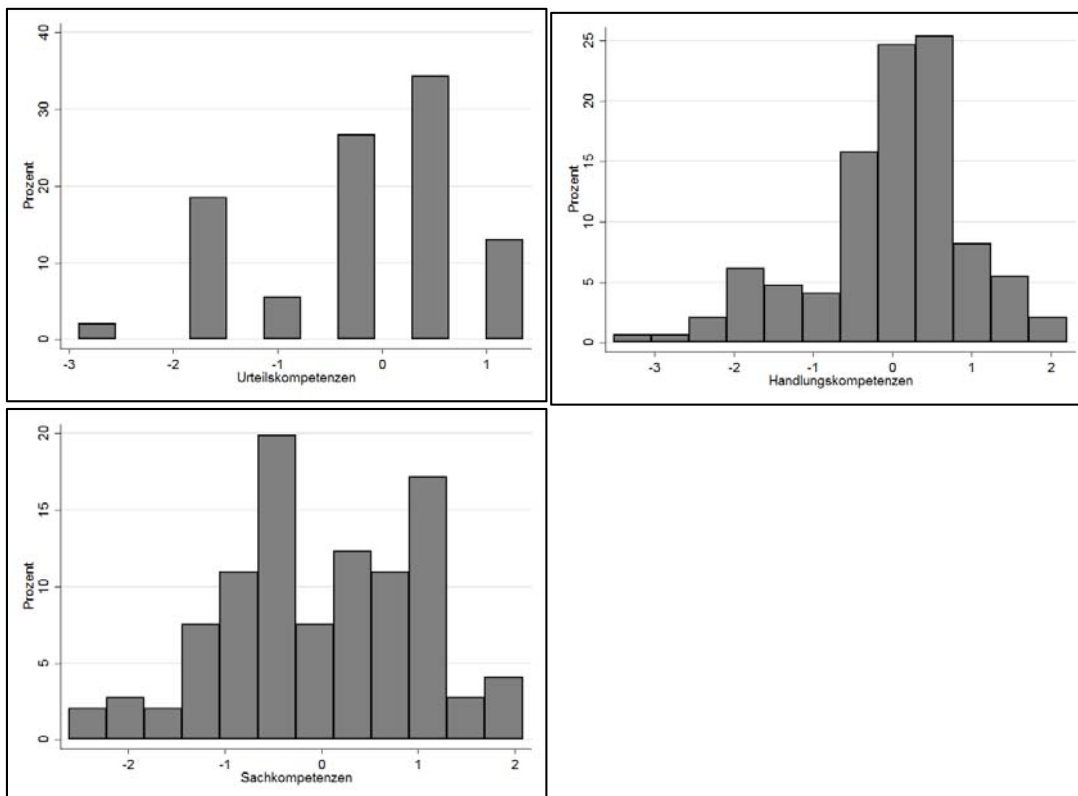 Prozent
40
30
20
10
0
-3 -2 -1 0 1
Urteilskompetenzen
Prozent
25
20
15
10
5
0
-3 -2 -1 0 1 2
Handlungskompetenzen
Prozent
20
15
10
5
0
-2 -1 0 1 2
Sachkompetenzen